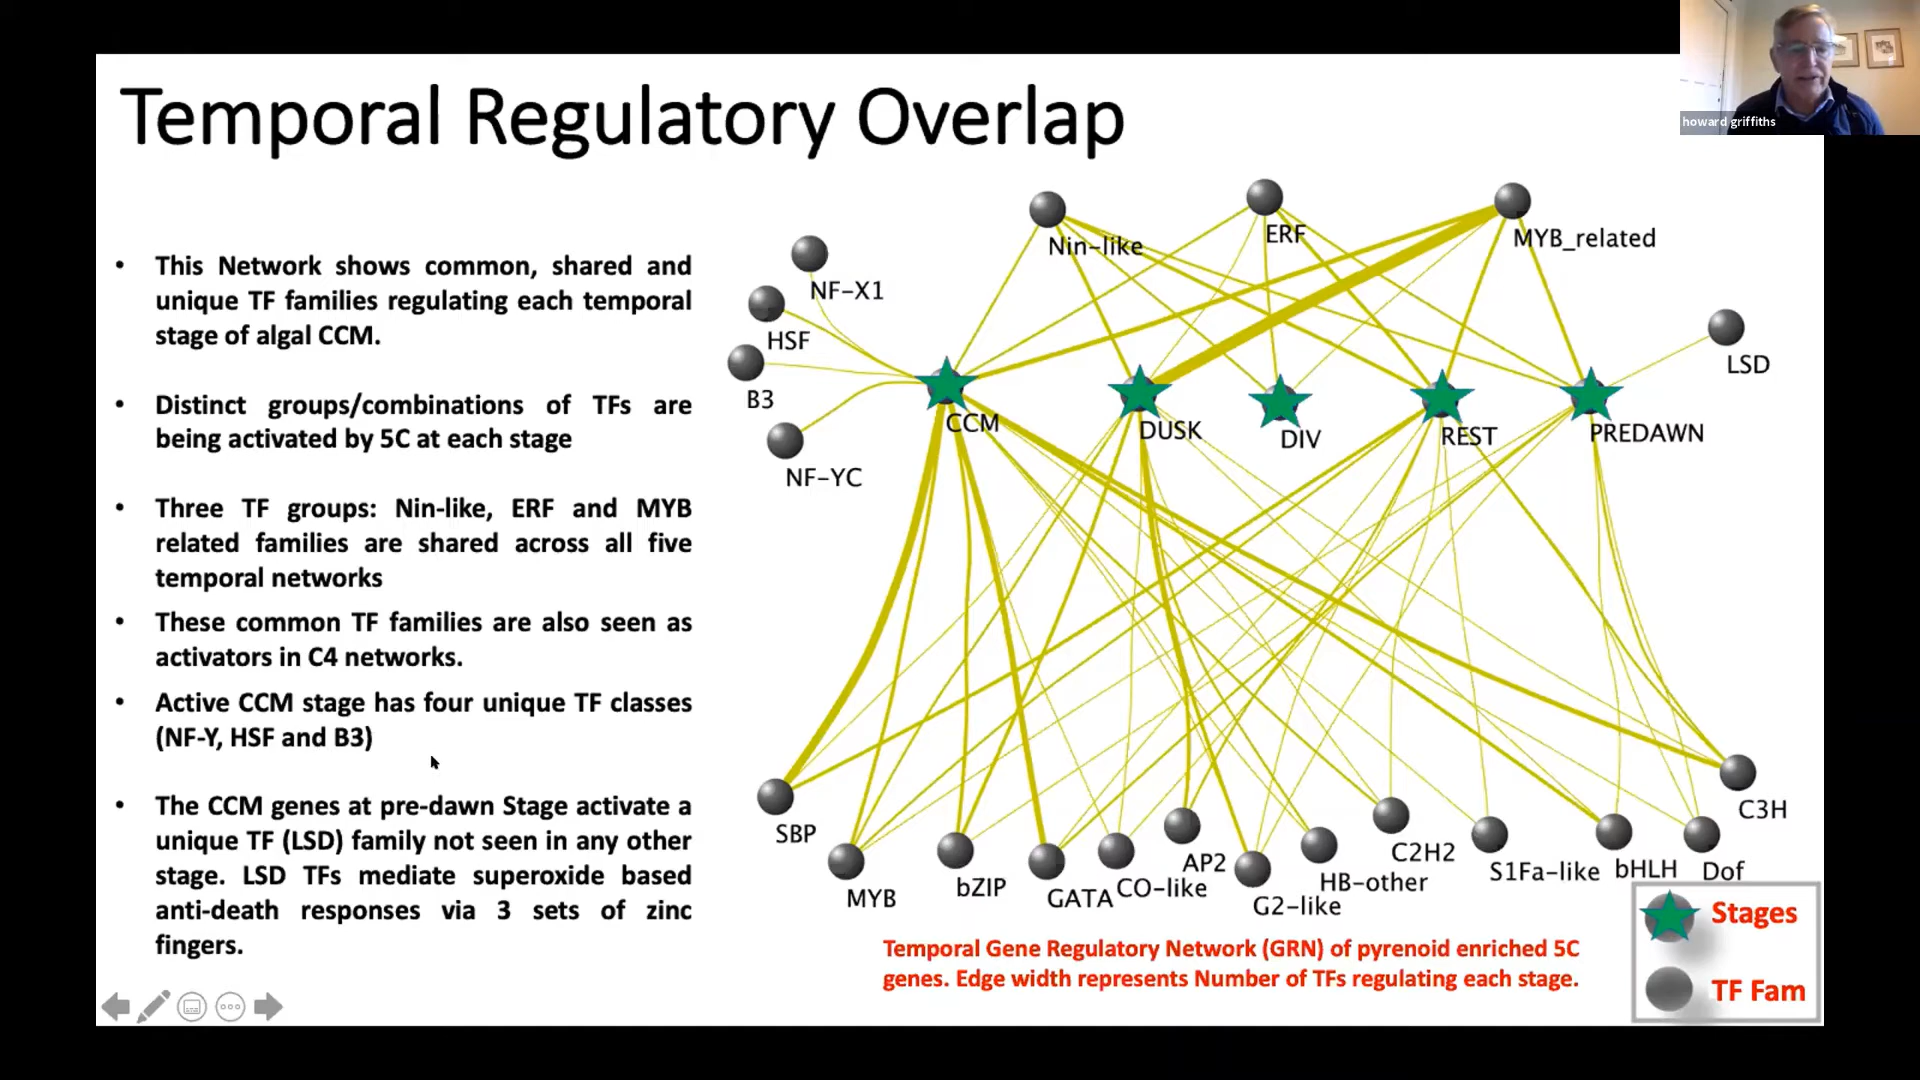 howard griffiths
Temporal Regulatory Overlap
• This Network shows common, shared and
unique TF families regulating each temporal
stage of algal CCM.
• Distinct groups/combinations of TFs are
being activated by 5C at each stage
• Three TF groups: Nin-like, ERF and MYB
related families are shared across all five
temporal networks
• These common TF families are also seen as
activators in C4 networks.
• Active CCM stage has four unique TF classes
(NF-Y, HSF and B3)
• The CCM genes at pre-dawn Stage activate a
unique TF (LSD) family not seen in any other
stage. LSD TFs mediate superoxide based
anti-death responses via 3 sets of zinc
fingers.
Nin-like
ERF
MYB_related
NF-X1
HSF
B3
NF-YC
LSD
CCM
DUSK
DIV
REST
PREDAWN
SBP
MYB
bZIP
GATA
CO-like
AP2
G2-like
HB-other
C2H2
S1Fa-like
bHLH
Dof
C3H
Temporal Gene Regulatory Network (GRN) of pyrenoid enriched 5C
genes. Edge width represents Number of TFs regulating each stage.
Stages
TF Fam